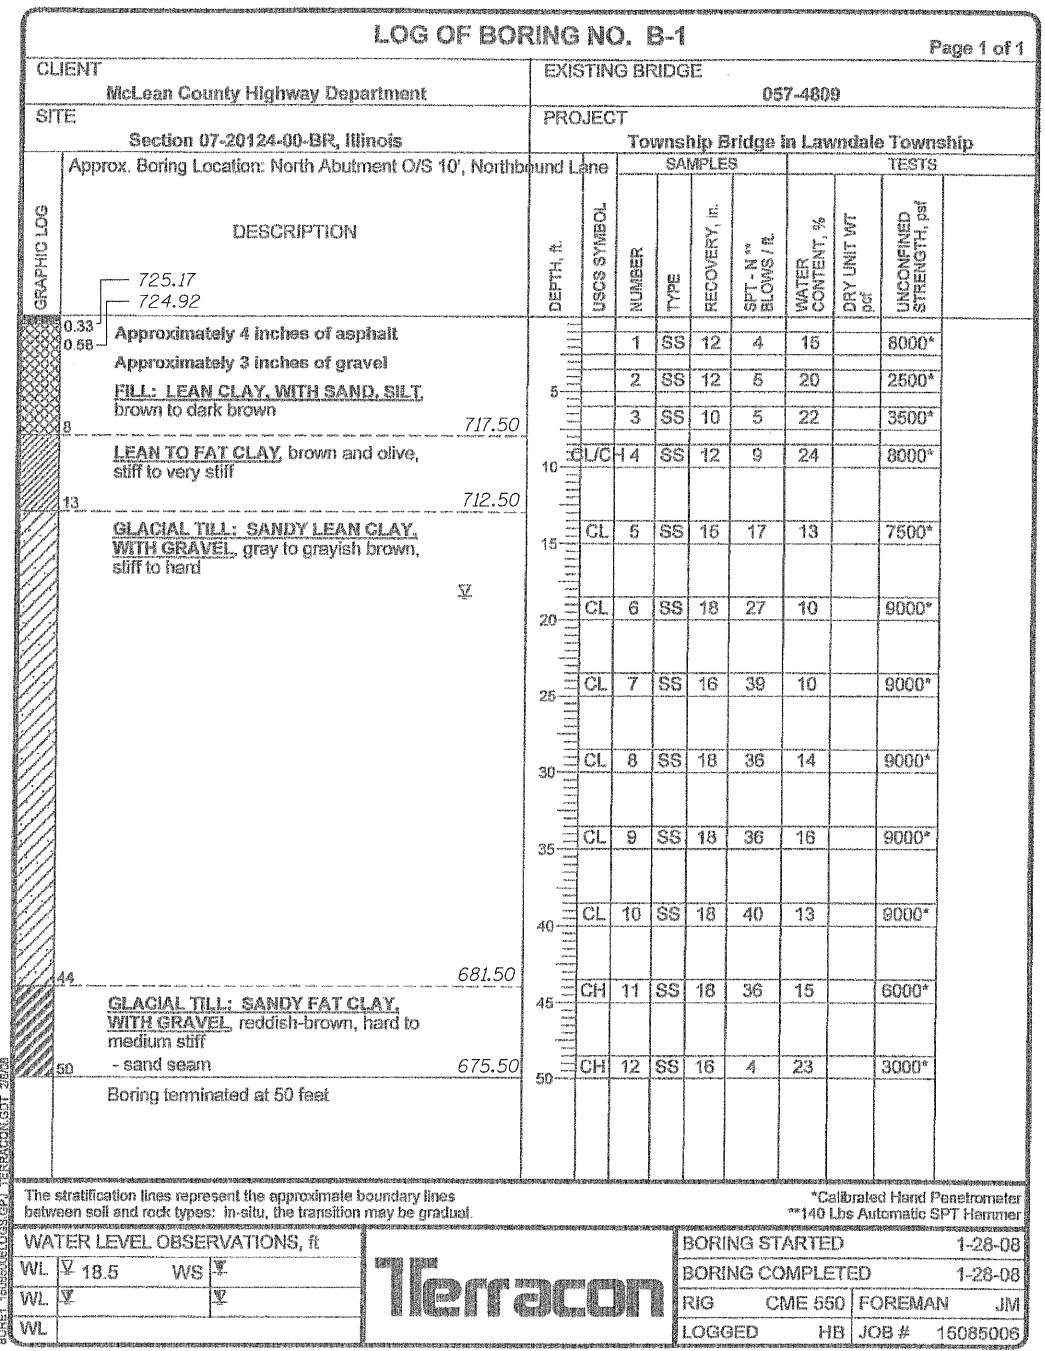 LOG OF BORING NO. B-1
Page 1 of 1
CLIENT
McLean County Highway Department
EXISTING BRIDGE
057-4809
SITE
Section 07-20124-00-BR, Illinois
PROJECT
Township Bridge in Lawndale Township
Approx. Boring Location: North Abutment O/S 10', Northbound Lane
SAMPLES
TESTS
GRAPHIC LOG
DESCRIPTION
DEPTH, ft.
USCS SYMBOL
NUMBER
TYPE
RECOVERY, in.
SPT - N **
BLOWS / ft.
WATER
CONTENT, %
DRY UNIT WT
pcf
UNCONFINED
STRENGTH, psf
725.17
724.92
0.33 Approximately 4 inches of asphalt
0.58
1 SS 12 4 15 8000*
Approximately 3 inches of gravel
2 SS 12 5 20 2500*
5
FILL: LEAN CLAY, WITH SAND, SILT,
brown to dark brown
3 SS 10 5 22 3500*
8 717.50
LEAN TO FAT CLAY, brown and olive,
stiff to very stiff
CL/CH 4 SS 12 9 24 8000*
10
13 712.50
GLACIAL TILL: SANDY LEAN CLAY,
WITH GRAVEL, gray to grayish brown,
stiff to hard
CL 5 SS 15 17 13 7500*
15
CL 6 SS 18 27 10 9000*
20
CL 7 SS 16 39 10 9000*
25
CL 8 SS 18 36 14 9000*
30
CL 9 SS 18 36 16 9000*
35
CL 10 SS 18 40 13 9000*
40
44 681.50
GLACIAL TILL: SANDY FAT CLAY,
WITH GRAVEL, reddish-brown, hard to
medium stiff
CH 11 SS 18 36 15 6000*
45
- sand seam
50 675.50
CH 12 SS 16 4 23 3000*
50
Boring terminated at 50 feet
The stratification lines represent the approximate boundary lines
between soil and rock types: in-situ, the transition may be gradual.
*Calibrated Hand Penetrometer
**140 Lbs Automatic SPT Hammer
WATER LEVEL OBSERVATIONS, ft
WL 18.5 WS
WL
WL
Terracon
BORING STARTED 1-28-08
BORING COMPLETED 1-28-08
RIG CME 550 FOREMAN JM
LOGGED HB JOB # 15085006
TERRACON.GDT 2/6/08